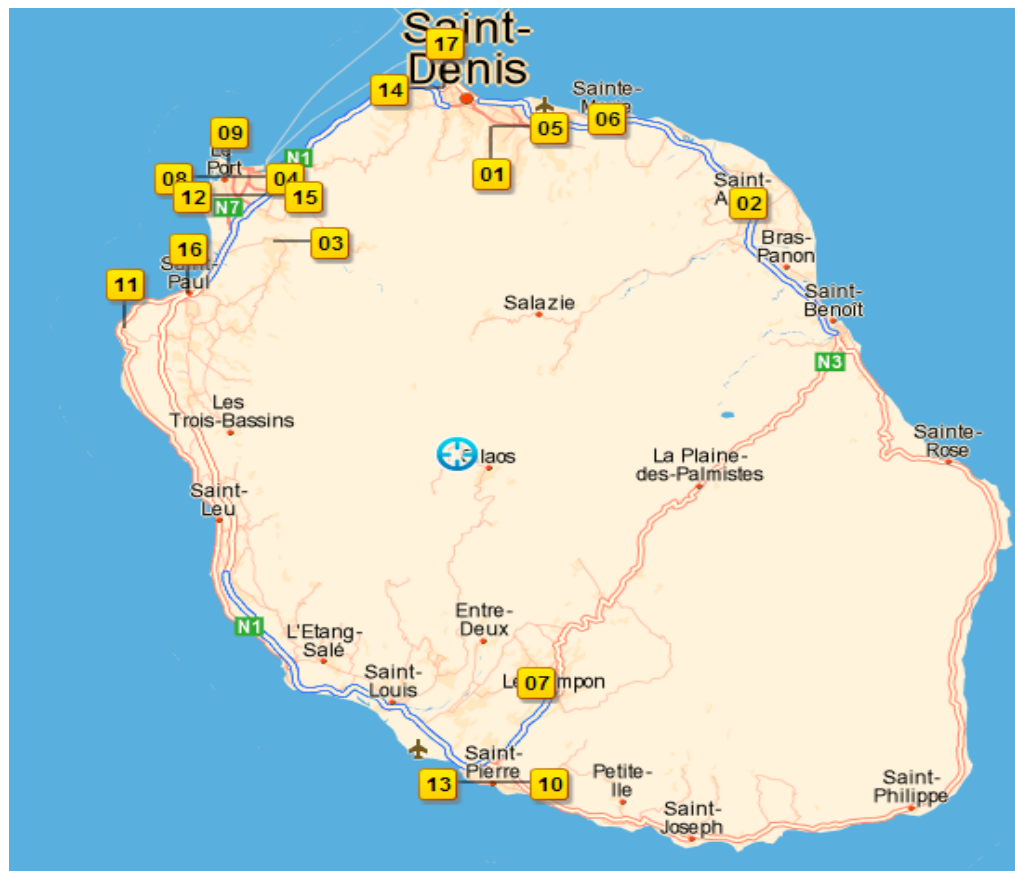 Saint-
Denis
17
14
Sainte-
06
05
09
Le
Port
N1
01
08
04
12
15
N7
Saint-
02
03
16
Bras-
Panon
Saint-
Paul
11
Salazie
Saint-
Benoît
N3
Les
Trois-Bassins
Sainte-
Rose
La Plaine-
des-Palmistes
laos
Saint-
Leu
Entre-
Deux
N1
L'Etang-
Salé
Saint-
Louis
07
mpon
Saint-
Pierre
13
10
Petite-
Ile
Saint-
Joseph
Saint-
Philippe